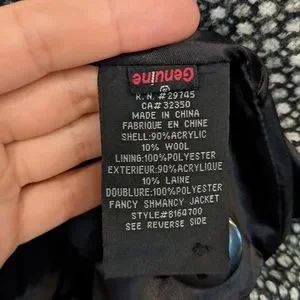 Genuine
R.N. #29745
CA# 32350
MADE IN CHINA
FABRIQUE EN CHINE
SHELL:90%ACRYLIC
10% WOOL
LINING:100%POLYESTER
EXTERIEUR:90%ACRYLIQUE
10% LAINE
DOUBLURE:100%POLYESTER
FANCY SHMANCY JACKET
STYLE#8164700
SEE REVERSE SIDE